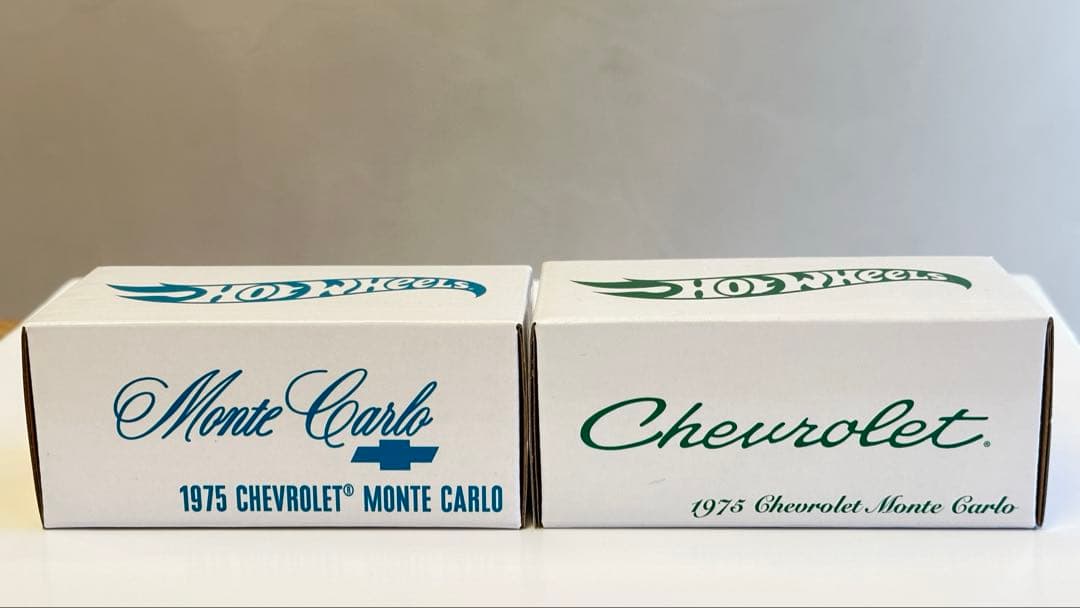 HOT WHEELS
Monte Carlo
1975 CHEVROLET® MONTE CARLO
HOT WHEELS
Chevrolet®
1975 Chevrolet Monte Carlo